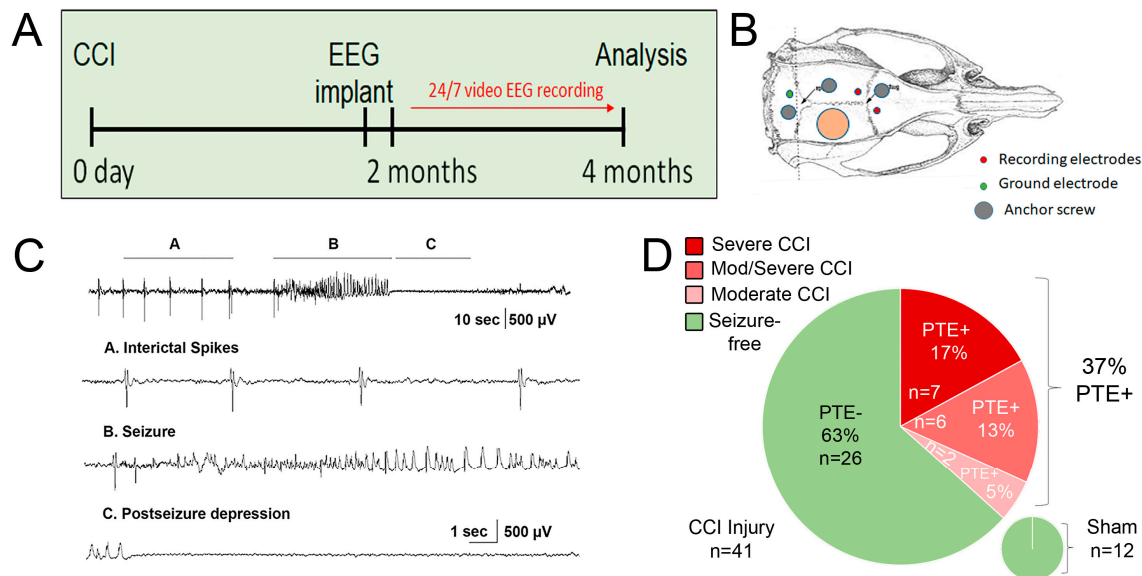 A
CCI
EEG
implant
Analysis
24/7 video EEG recording
0 day
2 months
4 months
B
Recording electrodes
Ground electrode
Anchor screw
C
A
B
C
10 sec
500 µV
A. Interictal Spikes
B. Seizure
C. Postseizure depression
1 sec
500 µV
D
Severe CCI
Mod/Severe CCI
Moderate CCI
Seizure-
free
PTE+
17%
n=7
PTE+
13%
n=6
n=2
PTE+
5%
PTE-
63%
n=26
37%
PTE+
CCI Injury
n=41
Sham
n=12